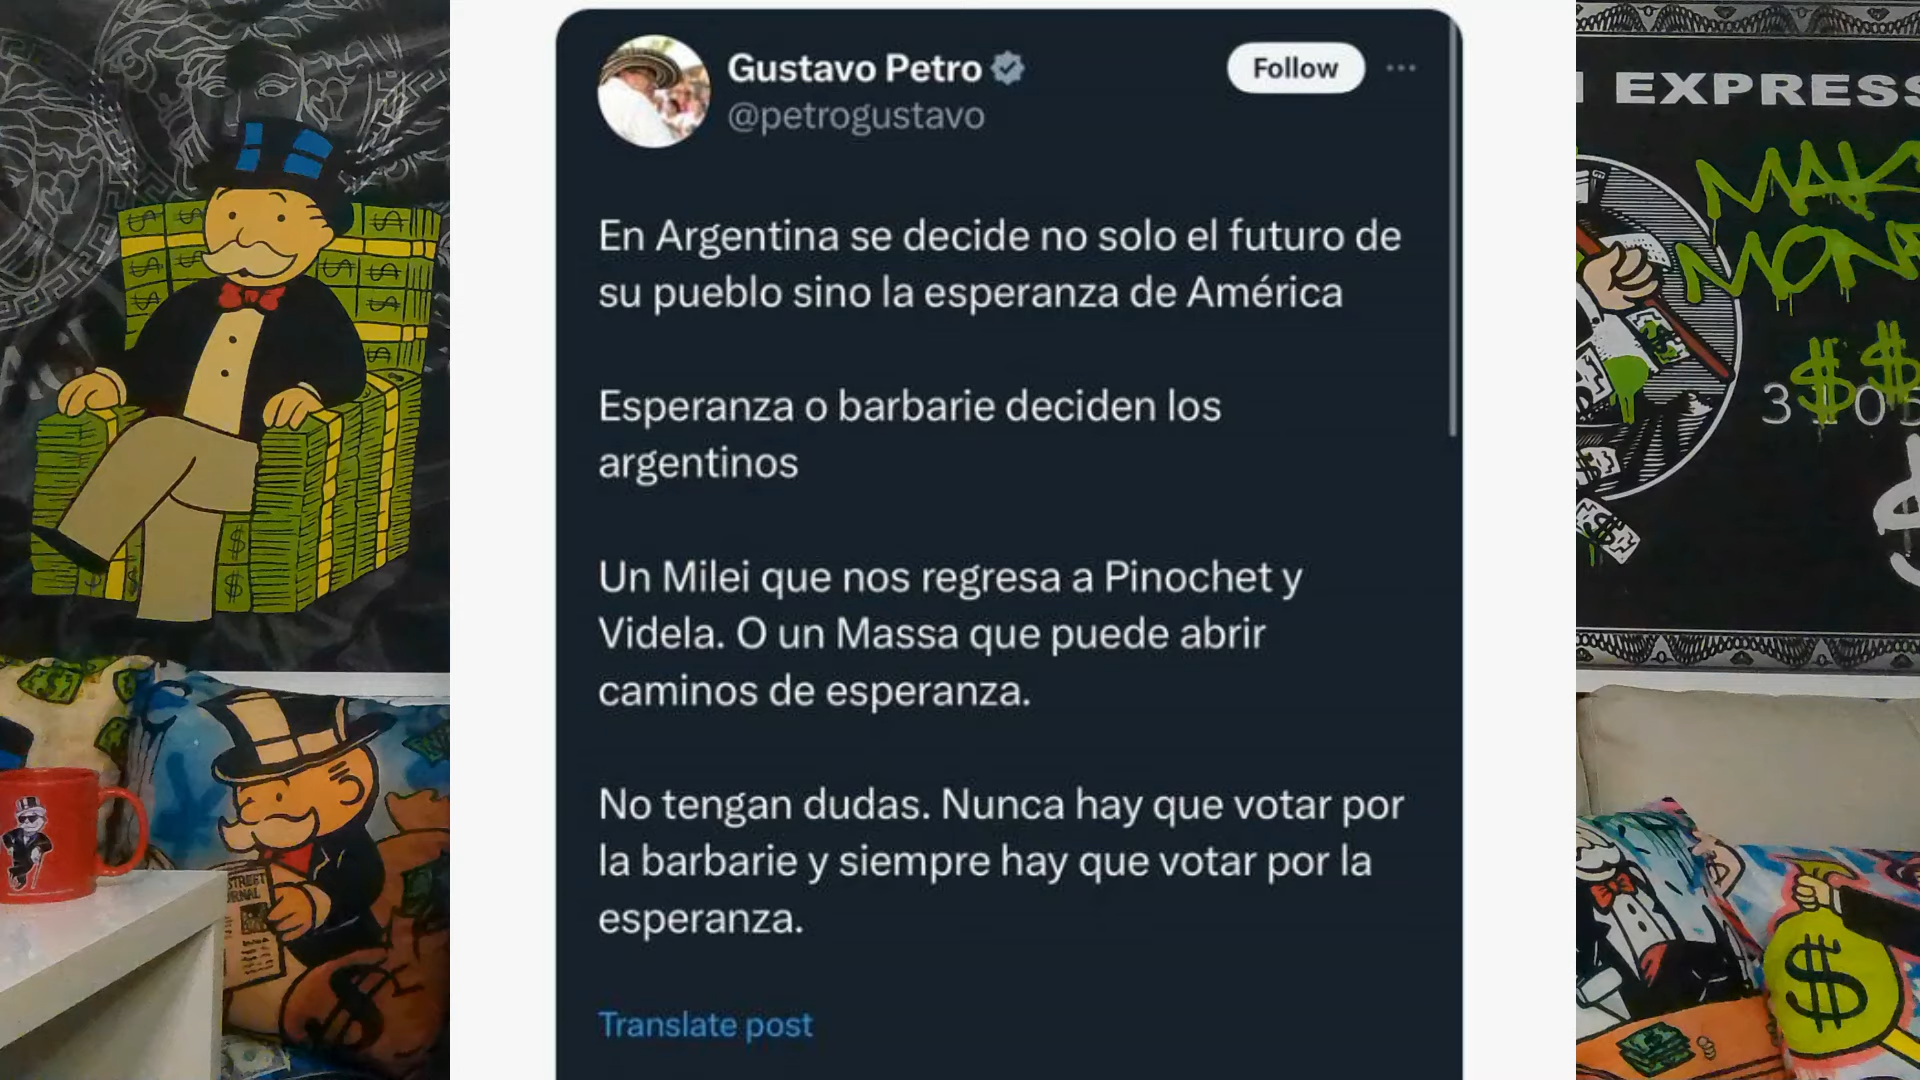 Gustavo Petro
@petrogustavo
Follow
En Argentina se decide no solo el futuro de
su pueblo sino la esperanza de América
Esperanza o barbarie deciden los
argentinos
Un Milei que nos regresa a Pinochet y
Videla. O un Massa que puede abrir
caminos de esperanza.
No tengan dudas. Nunca hay que votar por
la barbarie y siempre hay que votar por la
esperanza.
Translate post
EXPRESS
MAK
MON
$$
STREET